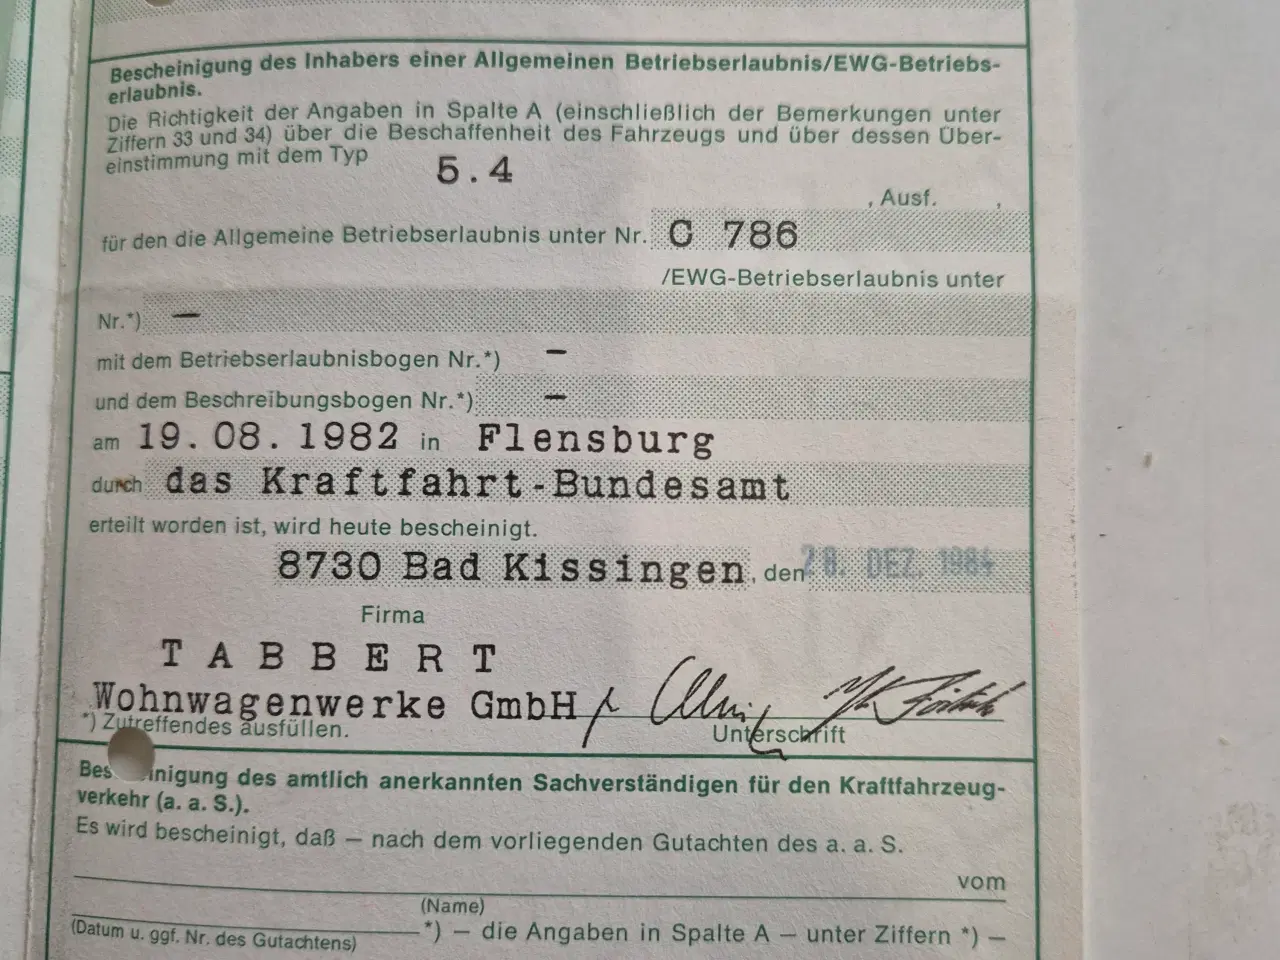 Bescheinigung des Inhabers einer Allgemeinen Betriebserlaubnis/EWG-Betriebs-
erlaubnis.
Die Richtigkeit der Angaben in Spalte A (einschließlich der Bemerkungen unter
Ziffern 33 und 34) über die Beschaffenheit des Fahrzeugs und über dessen Über-
einstimmung mit dem Typ
5.4
, Ausf. ,
für den die Allgemeine Betriebserlaubnis unter Nr. C 786
/EWG-Betriebserlaubnis unter
Nr.*) —
mit dem Betriebserlaubnisbogen Nr.*) —
und dem Beschreibungsbogen Nr.*) —
am 19.08.1982 in Flensburg
durch das Kraftfahrt-Bundesamt
erteilt worden ist, wird heute bescheinigt.
8730 Bad Kissingen, den 28. DEZ. 1984
Firma
TABBERT
Wohnwagenwerke GmbH
*) Zutreffendes ausfüllen.
Unterschrift
Bes inigung des amtlich anerkannten Sachverständigen für den Kraftfahrzeug-
verkehr (a. a. S.).
Es wird bescheinigt, daß — nach dem vorliegenden Gutachten des a. a. S.
vom
(Name)
(Datum u. ggf. Nr. des Gutachtens) *) — die Angaben in Spalte A — unter Ziffern *) —